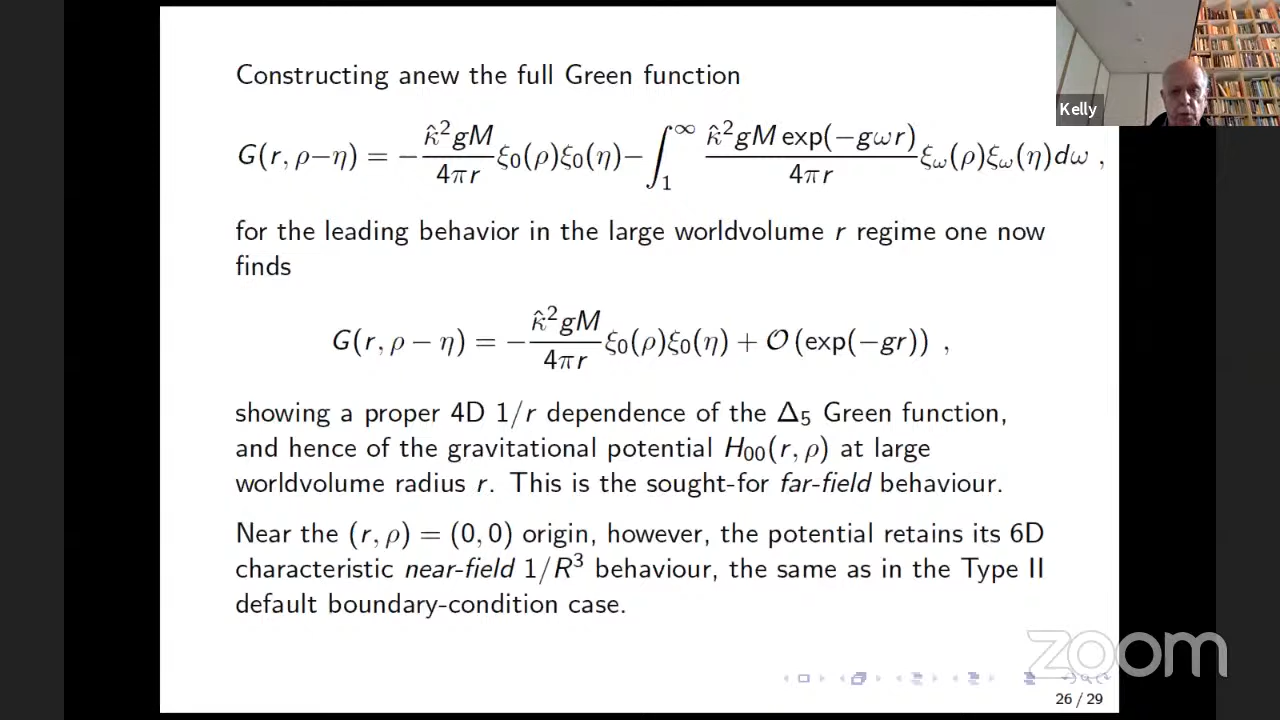 Constructing anew the full Green function
G(r, ρ−η) = −\frac{κ̂²gM}{4πr}ξ₀(ρ)ξ₀(η)−∫₁^∞ \frac{κ̂²gM exp(−gωr)}{4πr}ξ_ω(ρ)ξ_ω(η)dω ,
for the leading behavior in the large worldvolume r regime one now
finds
G(r, ρ − η) = −\frac{κ̂²gM}{4πr}ξ₀(ρ)ξ₀(η) + 𝒪(exp(−gr)) ,
showing a proper 4D 1/r dependence of the Δ₅ Green function,
and hence of the gravitational potential H₀₀(r, ρ) at large
worldvolume radius r. This is the sought-for far-field behaviour.
Near the (r, ρ) = (0, 0) origin, however, the potential retains its 6D
characteristic near-field 1/R³ behaviour, the same as in the Type II
default boundary-condition case.
26 / 29
Kelly
zoom